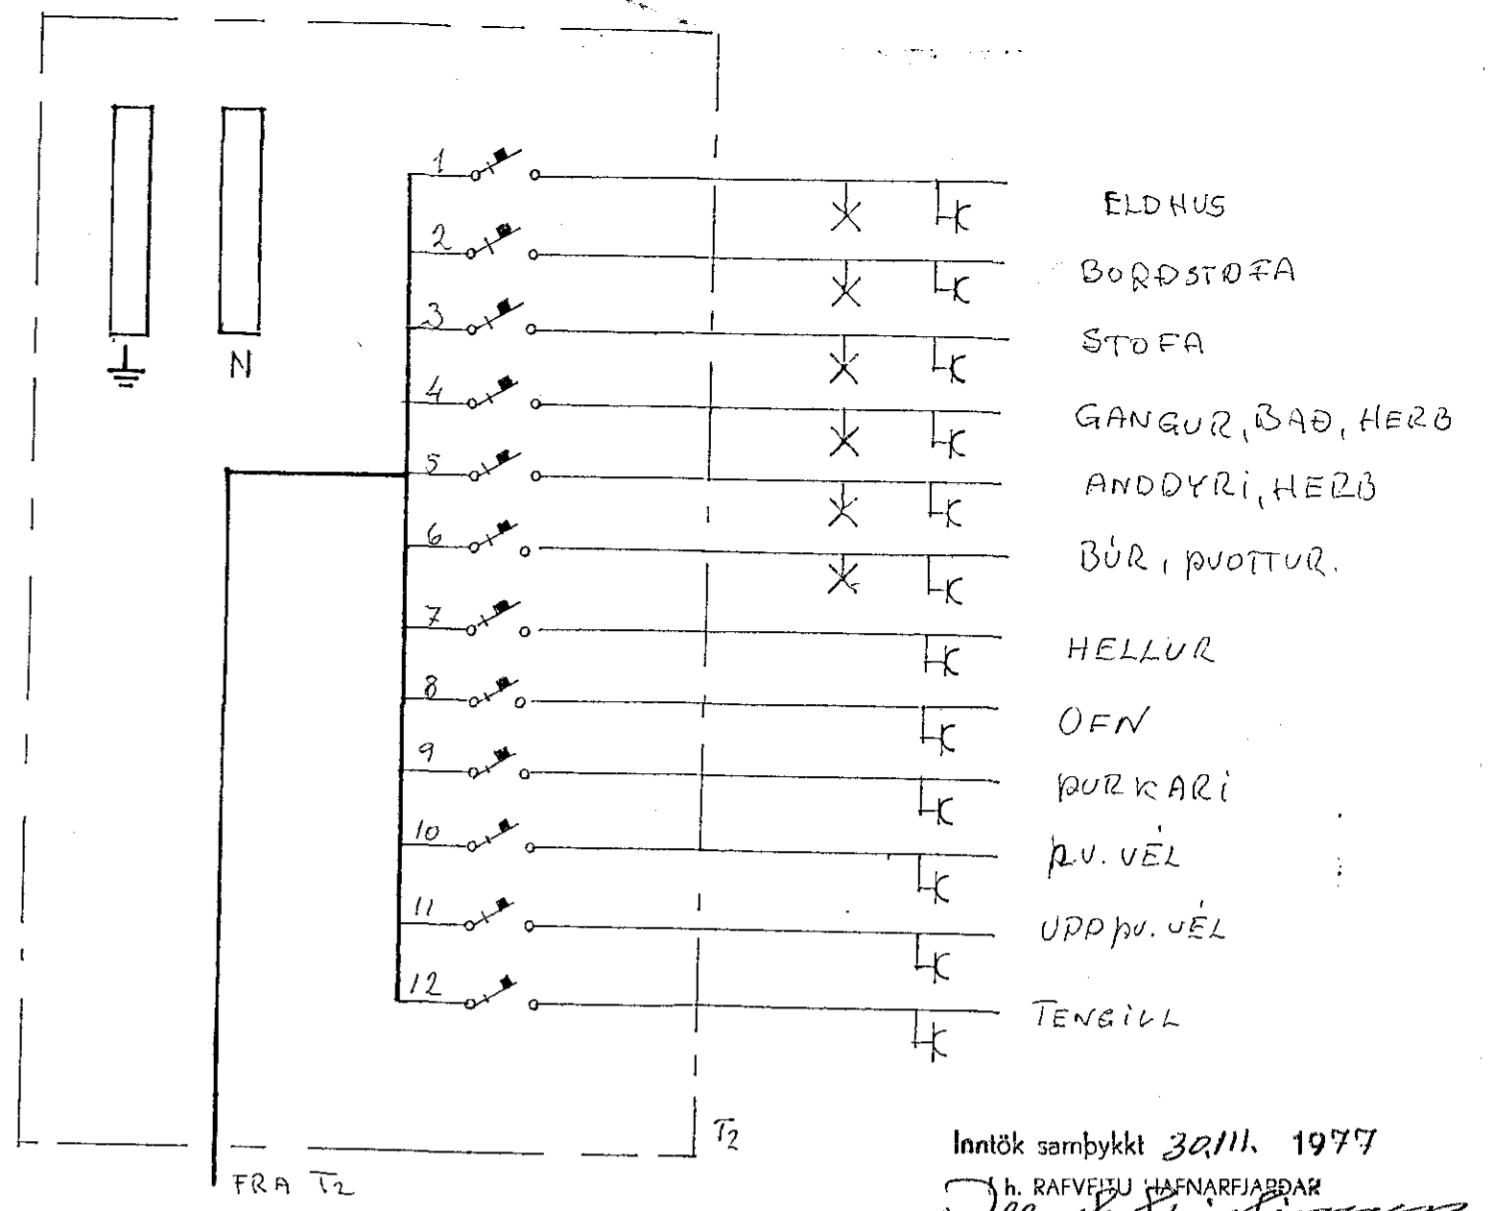 1 ELDHUS
2 BORÐSTOFA
3 STOFA
4 GANGUR, BAÐ, HERB
5 ANDDYRI, HERB
6 BÚR, ÞVOTTUR.
7 HELLUR
8 OFN
9 ÞURKARI
10 ÞV. VÉL
11 UPPÞV. VÉL
12 TENGILL
N
T2
FRA T2
Inntök samþykkt 30/11. 1977
h. RAFVEITU HAFNARFJARÐAR